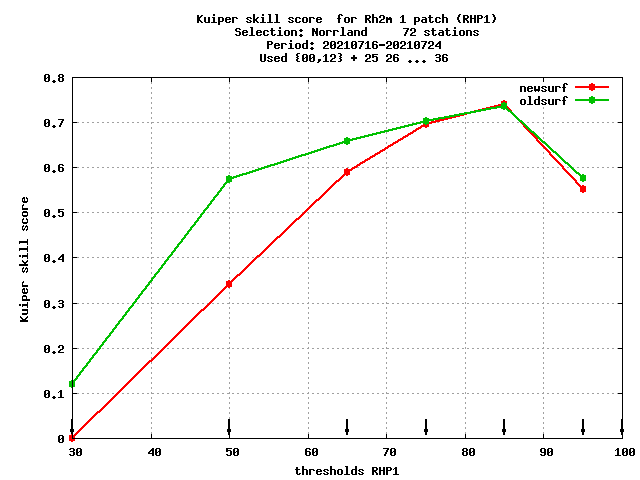 Kuiper skill score  for Rh2m 1 patch (RHP1)
Selection: Norrland     72 stations
Period: 20210716-20210724
Used {00,12} + 25 26 ... 36
newsurf
oldsurf
0.8
0.7
0.6
0.5
0.4
0.3
0.2
0.1
0
Kuiper skill score
30 40 50 60 70 80 90 100
thresholds RHP1